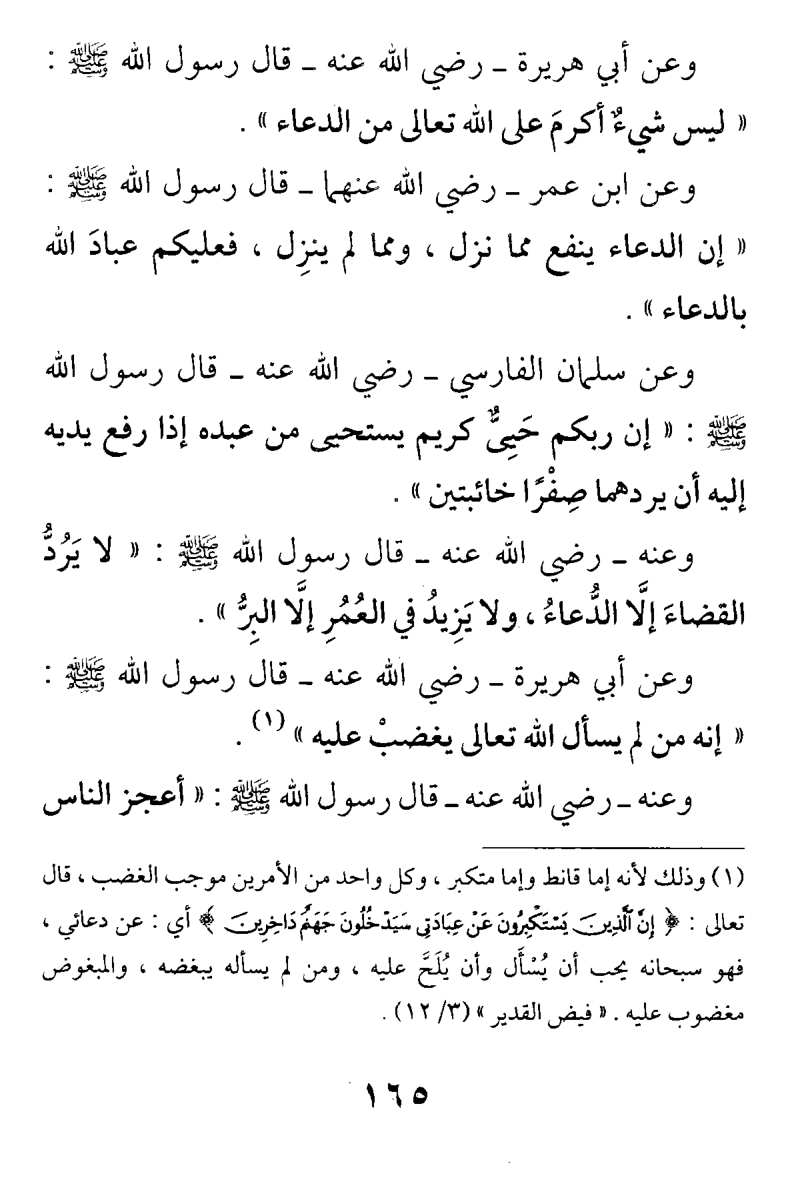 وعن أبي هريرة ـ رضي الله عنه ـ قال رسول الله ﷺ :
« ليس شيءٌ أكرمَ على الله تعالى من الدعاء » .
وعن ابن عمر ـ رضي الله عنهما ـ قال رسول الله ﷺ :
« إن الدعاء ينفع مما نزل ، ومما لم ينزِل ، فعليكم عبادَ الله
بالدعاء » .
وعن سلمان الفارسي ـ رضي الله عنه ـ قال رسول الله
ﷺ : « إن ربكم حَيِيٌّ كريم يستحيى من عبده إذا رفع يديه
إليه أن يردهما صِفْرًا خائبتين » .
وعنه ـ رضي الله عنه ـ قال رسول الله ﷺ : « لا يَرُدُّ
القضاءَ إلَّا الدُّعاءُ ، ولا يَزِيدُ في العُمُرِ إلَّا البِرُّ » .
وعن أبي هريرة ـ رضي الله عنه ـ قال رسول الله ﷺ :
« إنه من لم يسأل الله تعالى يغضبْ عليه » (١) .
وعنه ـ رضي الله عنه ـ قال رسول الله ﷺ : « أعجز الناس
(١) وذلك لأنه إما قانط وإما متكبر ، وكل واحد من الأمرين موجب الغضب ، قال
تعالى : ﴿ إِنَّ ٱلَّذِينَ يَسْتَكْبِرُونَ عَنْ عِبَادَتِى سَيَدْخُلُونَ جَهَنَّمَ دَاخِرِينَ ﴾ أي : عن دعائي ،
فهو سبحانه يحب أن يُسْأَل وأن يُلَحَّ عليه ، ومن لم يسأله يبغضه ، والمبغوض
مغضوب عليه . « فيض القدير » (٣/ ١٢) .
١٦٥